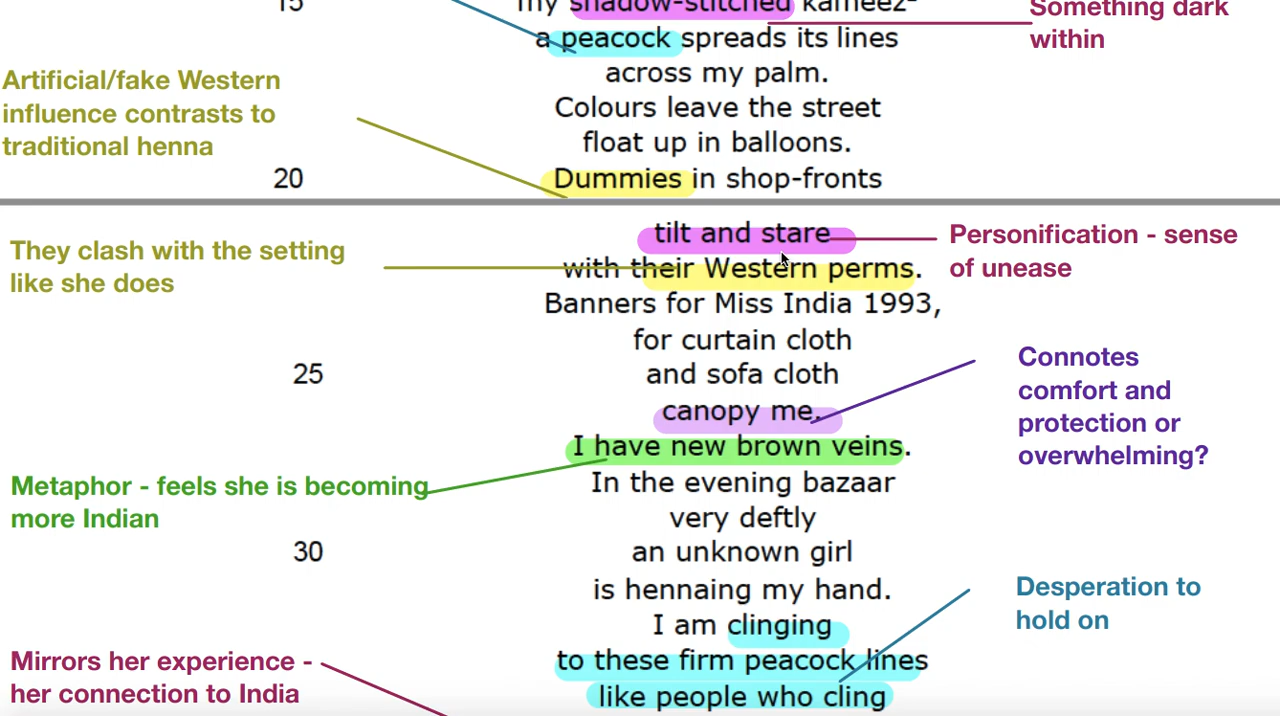 15
my shadow-stitched kameez-
Something dark
within
a peacock spreads its lines
across my palm.
Artificial/fake Western
influence contrasts to
traditional henna
Colours leave the street
float up in balloons.
20
Dummies in shop-fronts
They clash with the setting
like she does
tilt and stare
Personification - sense
of unease
with their Western perms.
Banners for Miss India 1993,
for curtain cloth
25
and sofa cloth
Connotes
comfort and
protection or
overwhelming?
canopy me.
I have new brown veins.
Metaphor - feels she is becoming
more Indian
In the evening bazaar
very deftly
30
an unknown girl
is hennaing my hand.
Desperation to
hold on
I am clinging
to these firm peacock lines
like people who cling
Mirrors her experience -
her connection to India